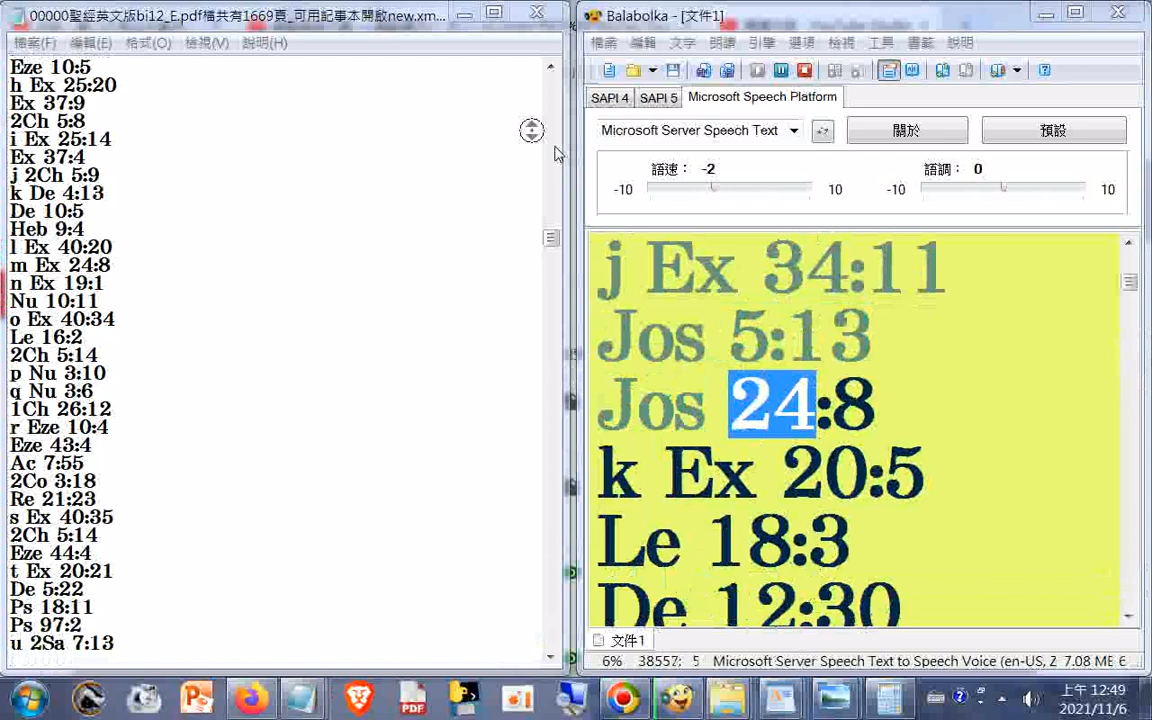 00000聖經英文版bi12_E.pdf檔共有1669頁_可用記事本開啟new.xm...
檔案(F) 編輯(E) 格式(O) 檢視(V) 說明(H)
Eze 10:5
h Ex 25:20
Ex 37:9
2Ch 5:8
i Ex 25:14
Ex 37:4
j 2Ch 5:9
k De 4:13
De 10:5
Heb 9:4
l Ex 40:20
m Ex 24:8
n Ex 19:1
Nu 10:11
o Ex 40:34
Le 16:2
2Ch 5:14
p Nu 3:10
q Nu 3:6
1Ch 26:12
r Eze 10:4
Eze 43:4
Ac 7:55
2Co 3:18
Re 21:23
s Ex 40:35
2Ch 5:14
Eze 44:4
t Ex 20:21
De 5:22
Ps 18:11
Ps 97:2
u 2Sa 7:13
Balabolka - [文件1]
檔案 編輯 文字 朗讀 引擎 選項 檢視 工具 書籤 說明
SAPI 4 SAPI 5 Microsoft Speech Platform
Microsoft Server Speech Text 關於 預設
語速： -2 語調： 0
-10 10 -10 10
j Ex 34:11
Jos 5:13
Jos 24:8
k Ex 20:5
Le 18:3
De 12:30
文件1
6% 38557: 5 Microsoft Server Speech Text to Speech Voice (en-US, Z 7.08 MB 6
PDF
上午 12:49
2021/11/6